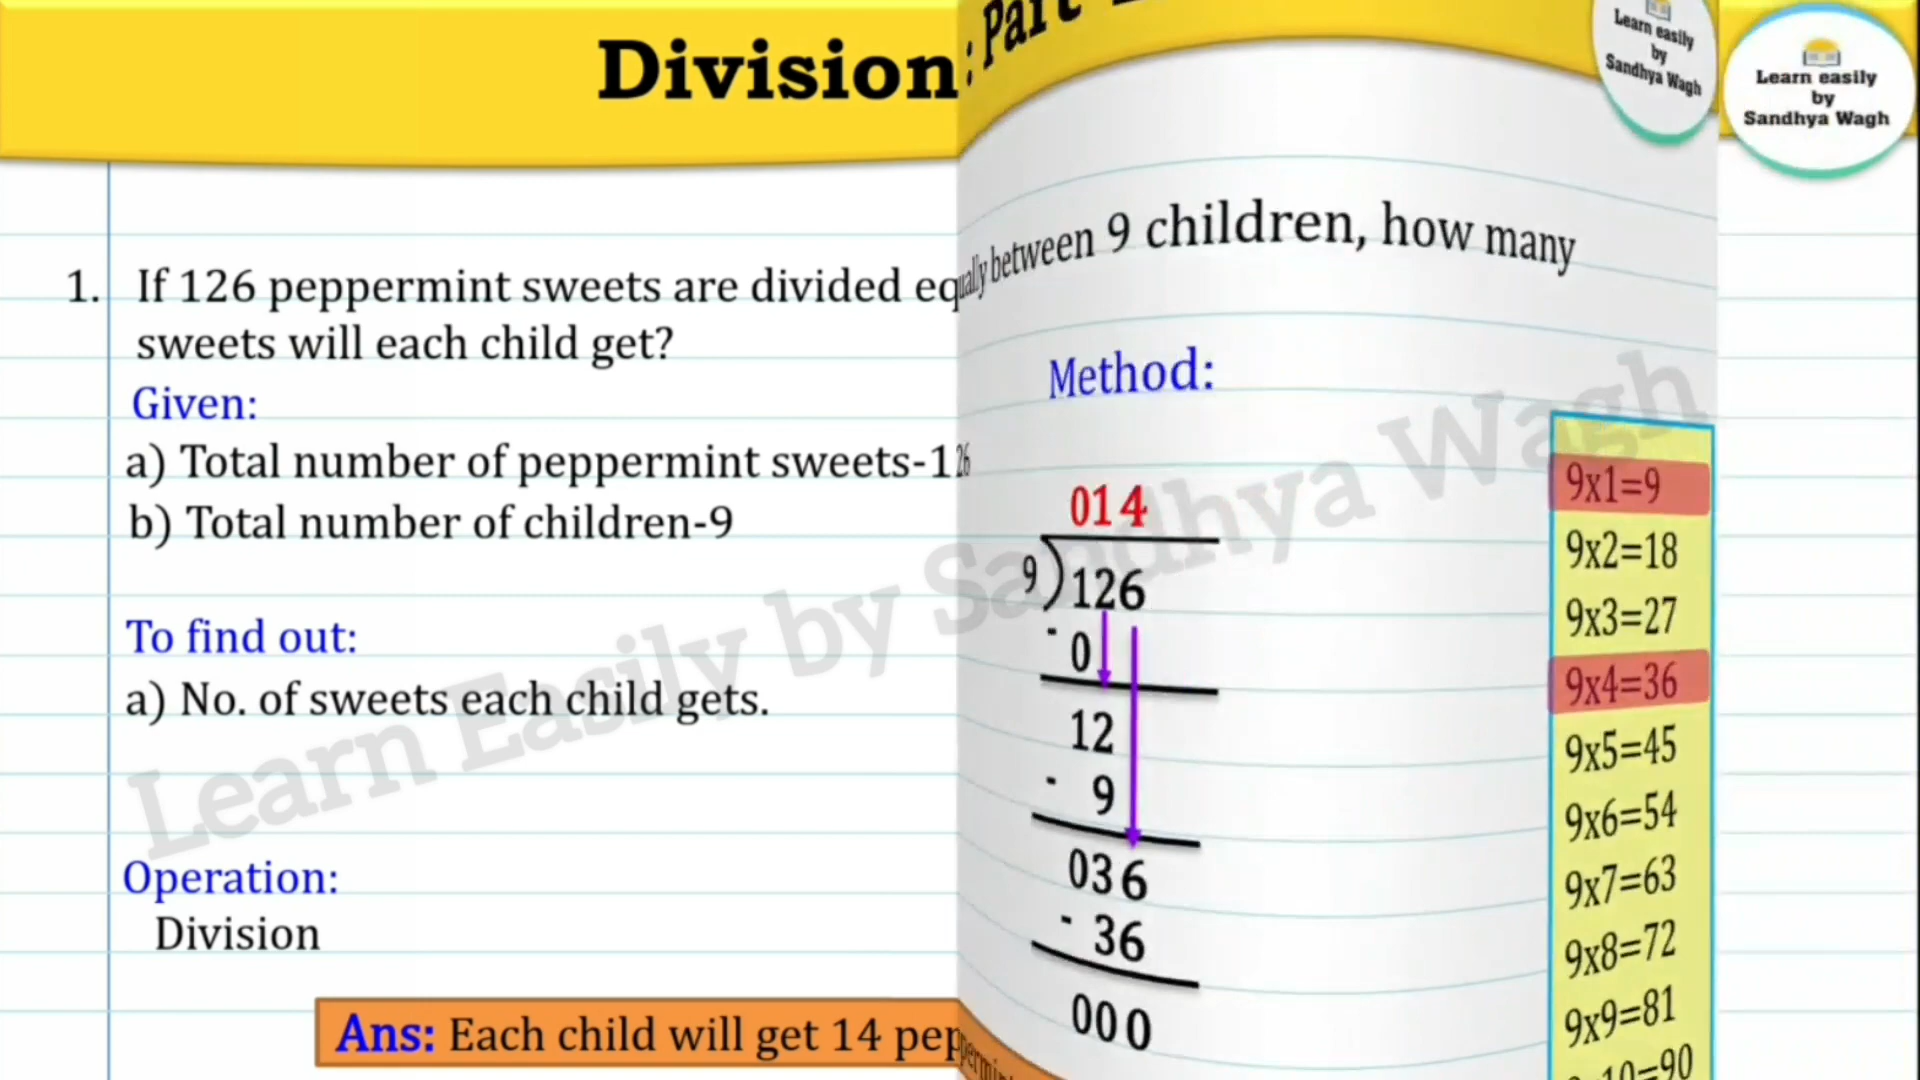 Division: Part
Learn easily
by
Sandhya Wagh
Learn easily
by
Sandhya Wagh
1. If 126 peppermint sweets are divided equally between 9 children, how many
sweets will each child get?
Given:
a) Total number of peppermint sweets-126
b) Total number of children-9
To find out:
a) No. of sweets each child gets.
Operation:
Division
Method:
014
9)126
- 0
12
- 9
036
- 36
000
9x1=9
9x2=18
9x3=27
9x4=36
9x5=45
9x6=54
9x7=63
9x8=72
9x9=81
10=90
Ans: Each child will get 14
Learn Easily by Sandhya Wagh